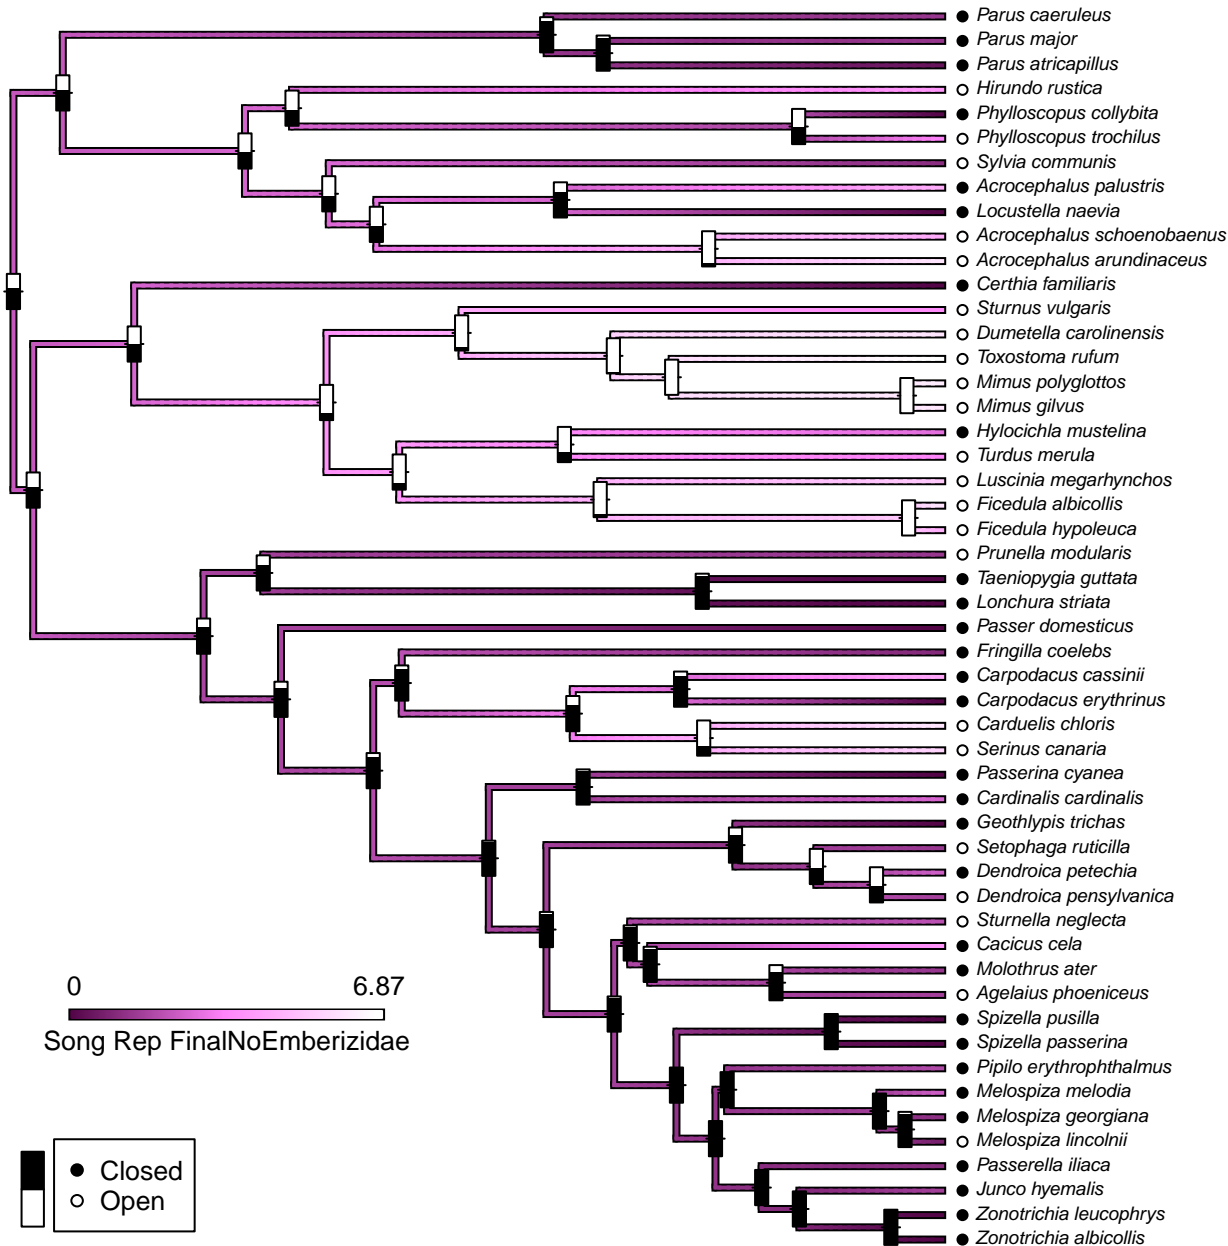 Parus caeruleus
Parus major
Parus atricapillus
Hirundo rustica
Phylloscopus collybita
Phylloscopus trochilus
Sylvia communis
Acrocephalus palustris
Locustella naevia
Acrocephalus schoenobaenus
Acrocephalus arundinaceus
Certhia familiaris
Sturnus vulgaris
Dumetella carolinensis
Toxostoma rufum
Mimus polyglottos
Mimus gilvus
Hylocichla mustelina
Turdus merula
Luscinia megarhynchos
Ficedula albicollis
Ficedula hypoleuca
Prunella modularis
Taeniopygia guttata
Lonchura striata
Passer domesticus
Fringilla coelebs
Carpodacus cassinii
Carpodacus erythrinus
Carduelis chloris
Serinus canaria
Passerina cyanea
Cardinalis cardinalis
Geothlypis trichas
Setophaga ruticilla
Dendroica petechia
Dendroica pensylvanica
Sturnella neglecta
Cacicus cela
Molothrus ater
Agelaius phoeniceus
Spizella pusilla
Spizella passerina
Pipilo erythrophthalmus
Melospiza melodia
Melospiza georgiana
Melospiza lincolnii
Passerella iliaca
Junco hyemalis
Zonotrichia leucophrys
Zonotrichia albicollis
0 6.87
Song Rep FinalNoEmberizidae
Closed
Open